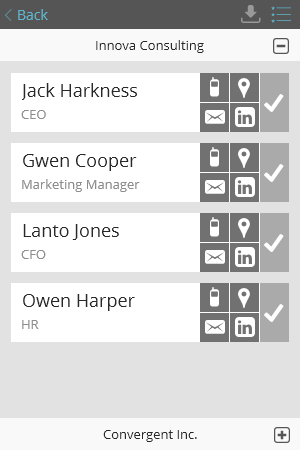 Back
Innova Consulting
Jack Harkness
CEO
Gwen Cooper
Marketing Manager
Lanto Jones
CFO
Owen Harper
HR
Convergent Inc.